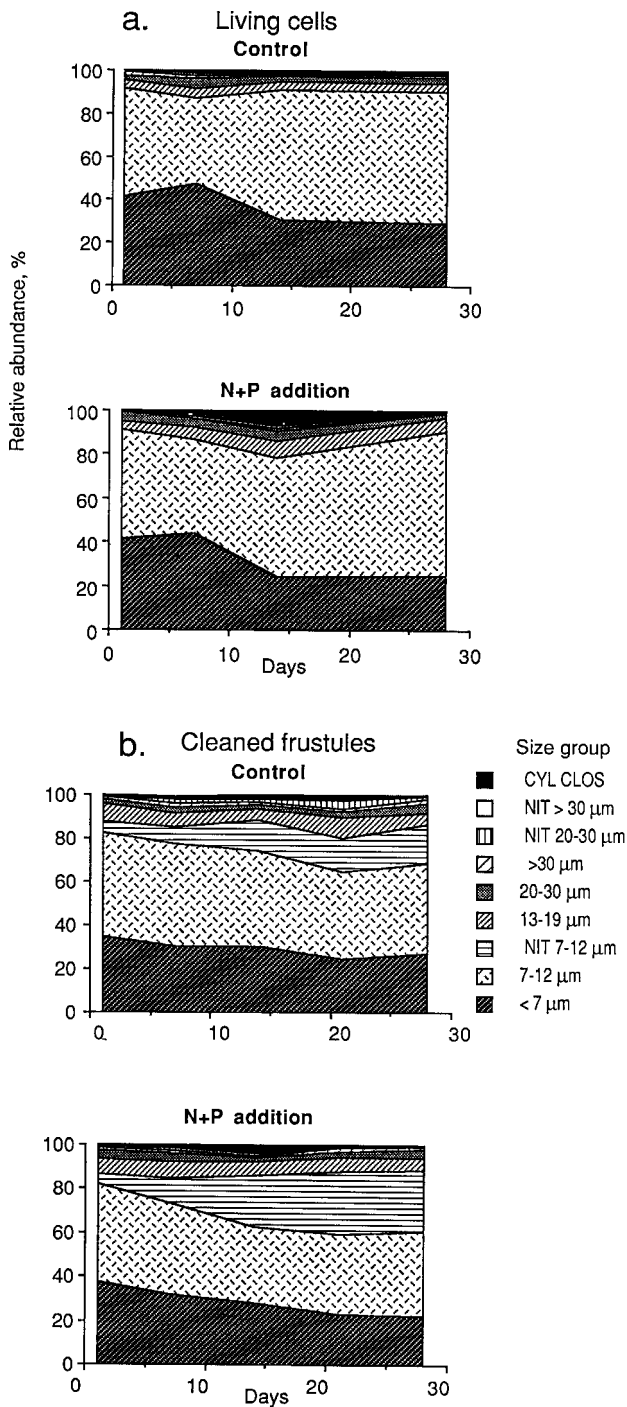 a. Living cells
Control
Relative abundance, %
100
80
60
40
20
0
0 10 20 30
N+P addition
100
80
60
40
20
0
0 10 20 30
Days
b. Cleaned frustules
Control
100
80
60
40
20
0
0 10 20 30
Size group
CYL CLOS
NIT > 30 µm
NIT 20-30 µm
>30 µm
20-30 µm
13-19 µm
NIT 7-12 µm
7-12 µm
< 7 µm
N+P addition
100
80
60
40
20
0
0 10 20 30
Days